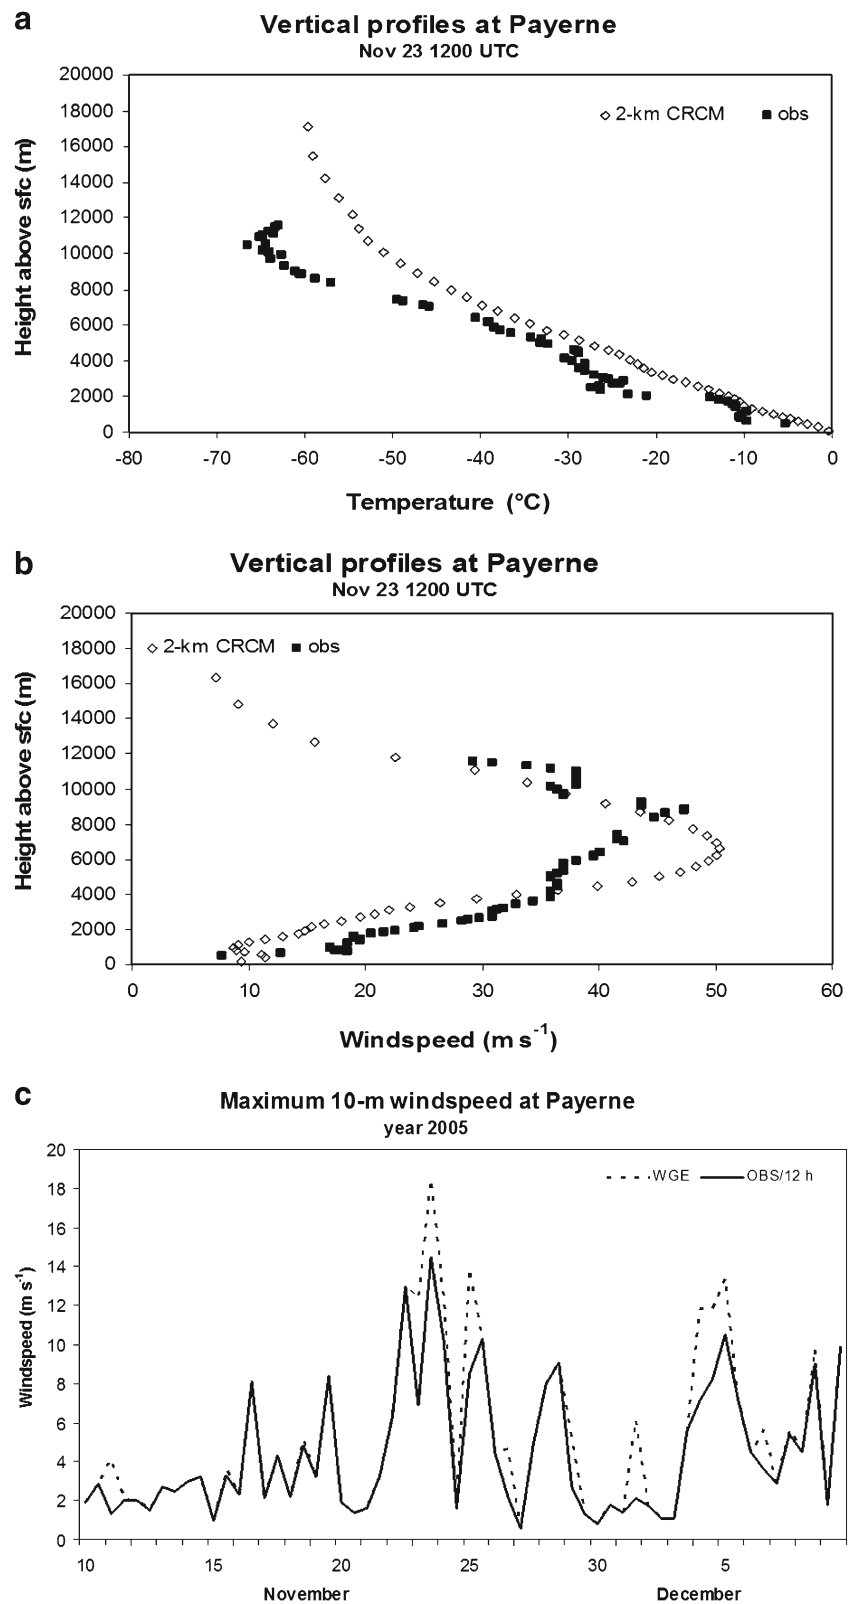 a
Vertical profiles at Payerne
Nov 23 1200 UTC
Height above sfc (m)
20000
18000
16000
14000
12000
10000
8000
6000
4000
2000
0
2-km CRCM obs
-80 -70 -60 -50 -40 -30 -20 -10 0
Temperature (°C)
b
Vertical profiles at Payerne
Nov 23 1200 UTC
Height above sfc (m)
20000
18000
16000
14000
12000
10000
8000
6000
4000
2000
0
2-km CRCM obs
0 10 20 30 40 50 60
Windspeed (m s-1)
c
Maximum 10-m windspeed at Payerne
year 2005
Windspeed (m s-1)
20
18
16
14
12
10
8
6
4
2
0
WGE OBS/12 h
10 15 20 25 30 5
November December